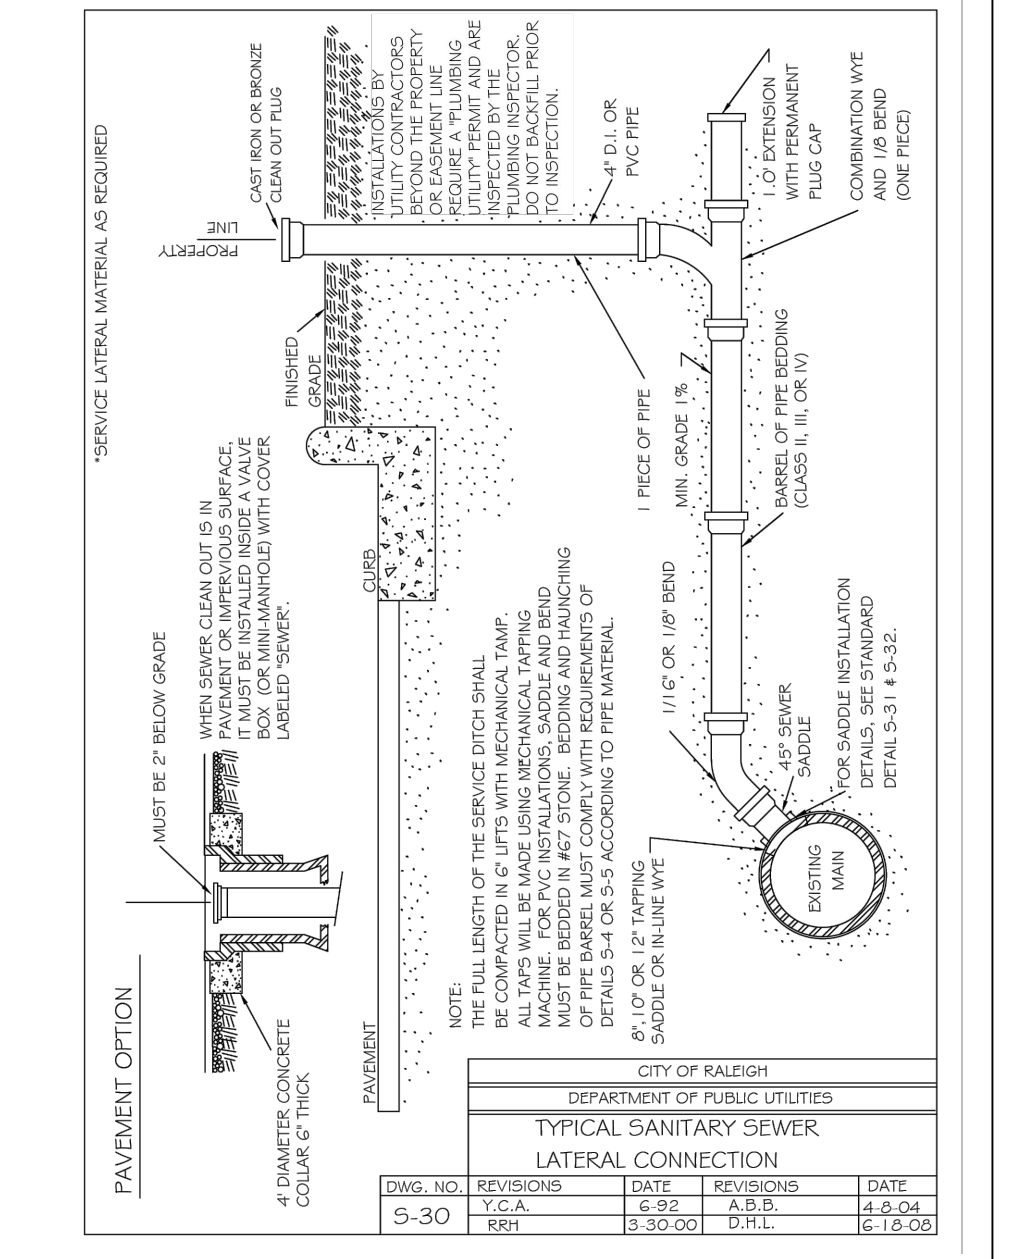 *SERVICE LATERAL MATERIAL AS REQUIRED
PROPERTY
LINE
CAST IRON OR BRONZE
CLEAN OUT PLUG
INSTALLATIONS BY
UTILITY CONTRACTORS
BEYOND THE PROPERTY
OR EASEMENT LINE
REQUIRE A "PLUMBING
UTILITY" PERMIT AND ARE
INSPECTED BY THE
PLUMBING INSPECTOR.
DO NOT BACKFILL PRIOR
TO INSPECTION.
4" D.I. OR
PVC PIPE
1.0' EXTENSION
WITH PERMANENT
PLUG CAP
COMBINATION WYE
AND 1/8 BEND
(ONE PIECE)
FINISHED
GRADE
1 PIECE OF PIPE
MIN. GRADE 1%
BARREL OF PIPE BEDDING
(CLASS II, III, OR IV)
WHEN SEWER CLEAN OUT IS IN
PAVEMENT OR IMPERVIOUS SURFACE,
IT MUST BE INSTALLED INSIDE A VALVE
BOX (OR MINI-MANHOLE) WITH COVER
LABELED "SEWER".
MUST BE 2" BELOW GRADE
CURB
1/16" OR 1/8" BEND
45° SEWER
SADDLE
FOR SADDLE INSTALLATION
DETAILS, SEE STANDARD
DETAIL S-31 & S-32.
PAVEMENT OPTION
4' DIAMETER CONCRETE
COLLAR 6" THICK
PAVEMENT
NOTE:
THE FULL LENGTH OF THE SERVICE DITCH SHALL
BE COMPACTED IN 6" LIFTS WITH MECHANICAL TAMP.
ALL TAPS WILL BE MADE USING MECHANICAL TAPPING
MACHINE. FOR PVC INSTALLATIONS, SADDLE AND BEND
MUST BE BEDDED IN #67 STONE. BEDDING AND HAUNCHING
OF PIPE BARREL MUST COMPLY WITH REQUIREMENTS OF
DETAILS S-4 OR S-5 ACCORDING TO PIPE MATERIAL.
8", 10" OR 12" TAPPING
SADDLE OR IN-LINE WYE
EXISTING
MAIN
CITY OF RALEIGH
DEPARTMENT OF PUBLIC UTILITIES
TYPICAL SANITARY SEWER
LATERAL CONNECTION
DWG. NO. REVISIONS DATE REVISIONS DATE
S-30
Y.C.A. 6-92 A.B.B. 4-8-04
RRH 3-30-00 D.H.L. 6-18-08